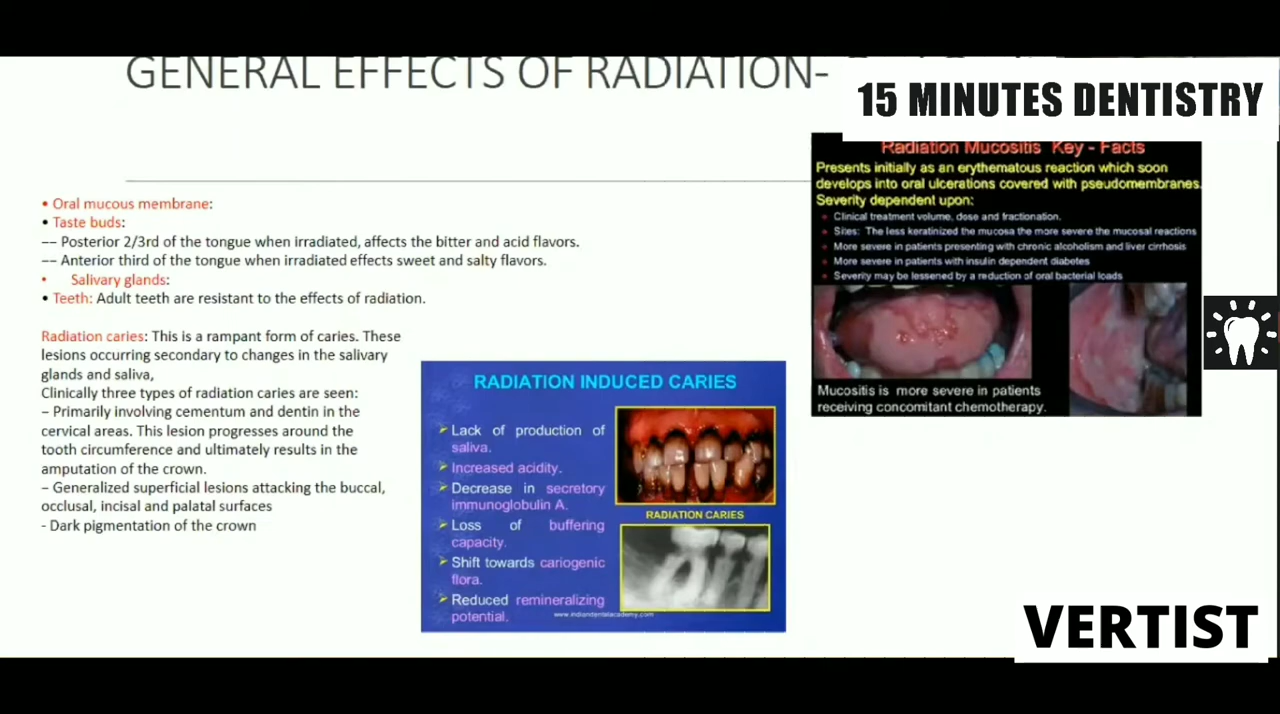 GENERAL EFFECTS OF RADIATION-
15 MINUTES DENTISTRY
• Oral mucous membrane:
• Taste buds:
–– Posterior 2/3rd of the tongue when irradiated, affects the bitter and acid flavors.
–– Anterior third of the tongue when irradiated effects sweet and salty flavors.
• Salivary glands:
• Teeth: Adult teeth are resistant to the effects of radiation.
Radiation caries: This is a rampant form of caries. These
lesions occurring secondary to changes in the salivary
glands and saliva,
Clinically three types of radiation caries are seen:
– Primarily involving cementum and dentin in the
cervical areas. This lesion progresses around the
tooth circumference and ultimately results in the
amputation of the crown.
– Generalized superficial lesions attacking the buccal,
occlusal, incisal and palatal surfaces
- Dark pigmentation of the crown
RADIATION INDUCED CARIES
➢ Lack of production of
saliva.
➢ Increased acidity.
➢ Decrease in secretory
immunoglobulin A.
➢ Loss of buffering
capacity.
➢ Shift towards cariogenic
flora.
➢ Reduced remineralizing
potential.
RADIATION CARIES
www.indiandentalacademy.com
Radiation Mucositis Key - Facts
Presents initially as an erythematous reaction which soon
develops into oral ulcerations covered with pseudomembranes.
Severity dependent upon:
• Clinical treatment volume, dose and fractionation.
• Sites: The less keratinized the mucosa the more severe the mucosal reactions
• More severe in patients presenting with chronic alcoholism and liver cirrhosis
• More severe in patients with insulin dependent diabetes
• Severity may be lessened by a reduction of oral bacterial loads
Mucositis is more severe in patients
receiving concomitant chemotherapy.
VERTIST